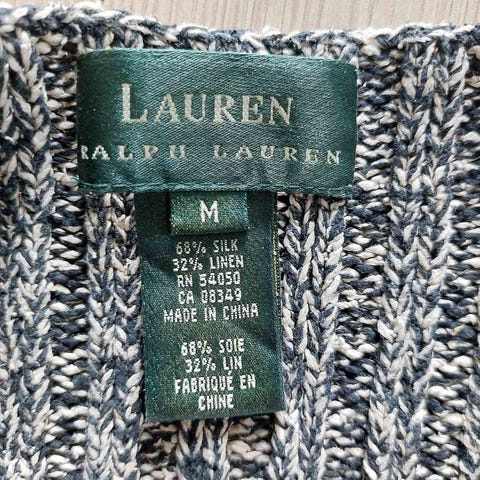 LAUREN
RALPH LAUREN
M
68% SILK
32% LINEN
RN 54050
CA 08349
MADE IN CHINA
68% SOIE
32% LIN
FABRIQUÉ EN
CHINE